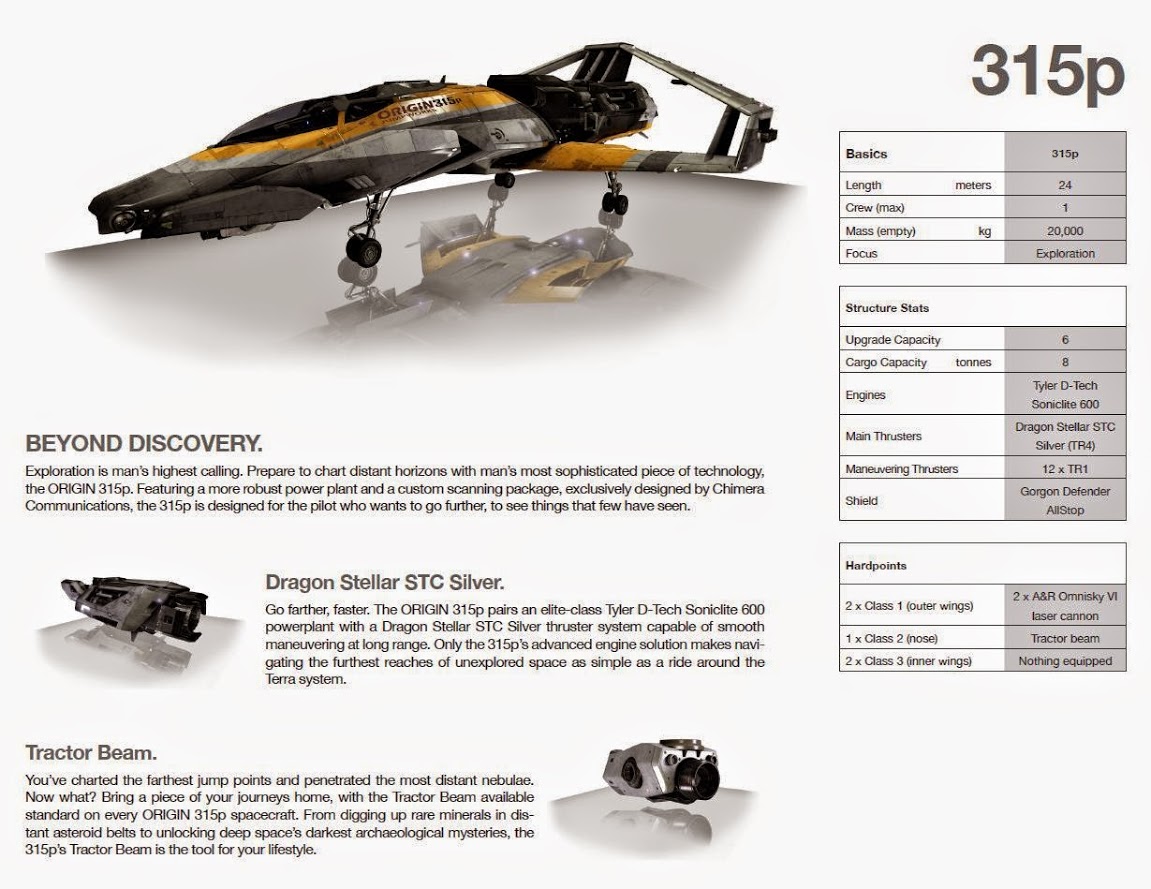 315p
ORIGIN315p
Basics 315p
Length meters 24
Crew (max) 1
Mass (empty) kg 20,000
Focus Exploration
Structure Stats
Upgrade Capacity 6
Cargo Capacity tonnes 8
Engines Tyler D-Tech
Soniclite 600
Main Thrusters Dragon Stellar STC
Silver (TR4)
Maneuvering Thrusters 12 x TR1
Shield Gorgon Defender
AllStop
Hardpoints
2 x Class 1 (outer wings) 2 x A&R Omnisky VI
laser cannon
1 x Class 2 (nose) Tractor beam
2 x Class 3 (inner wings) Nothing equipped
BEYOND DISCOVERY.
Exploration is man's highest calling. Prepare to chart distant horizons with man's most sophisticated piece of technology,
the ORIGIN 315p. Featuring a more robust power plant and a custom scanning package, exclusively designed by Chimera
Communications, the 315p is designed for the pilot who wants to go further, to see things that few have seen.
Dragon Stellar STC Silver.
Go farther, faster. The ORIGIN 315p pairs an elite-class Tyler D-Tech Soniclite 600
powerplant with a Dragon Stellar STC Silver thruster system capable of smooth
maneuvering at long range. Only the 315p's advanced engine solution makes navi-
gating the furthest reaches of unexplored space as simple as a ride around the
Terra system.
Tractor Beam.
You've charted the farthest jump points and penetrated the most distant nebulae.
Now what? Bring a piece of your journeys home, with the Tractor Beam available
standard on every ORIGIN 315p spacecraft. From digging up rare minerals in dis-
tant asteroid belts to unlocking deep space's darkest archaeological mysteries, the
315p's Tractor Beam is the tool for your lifestyle.